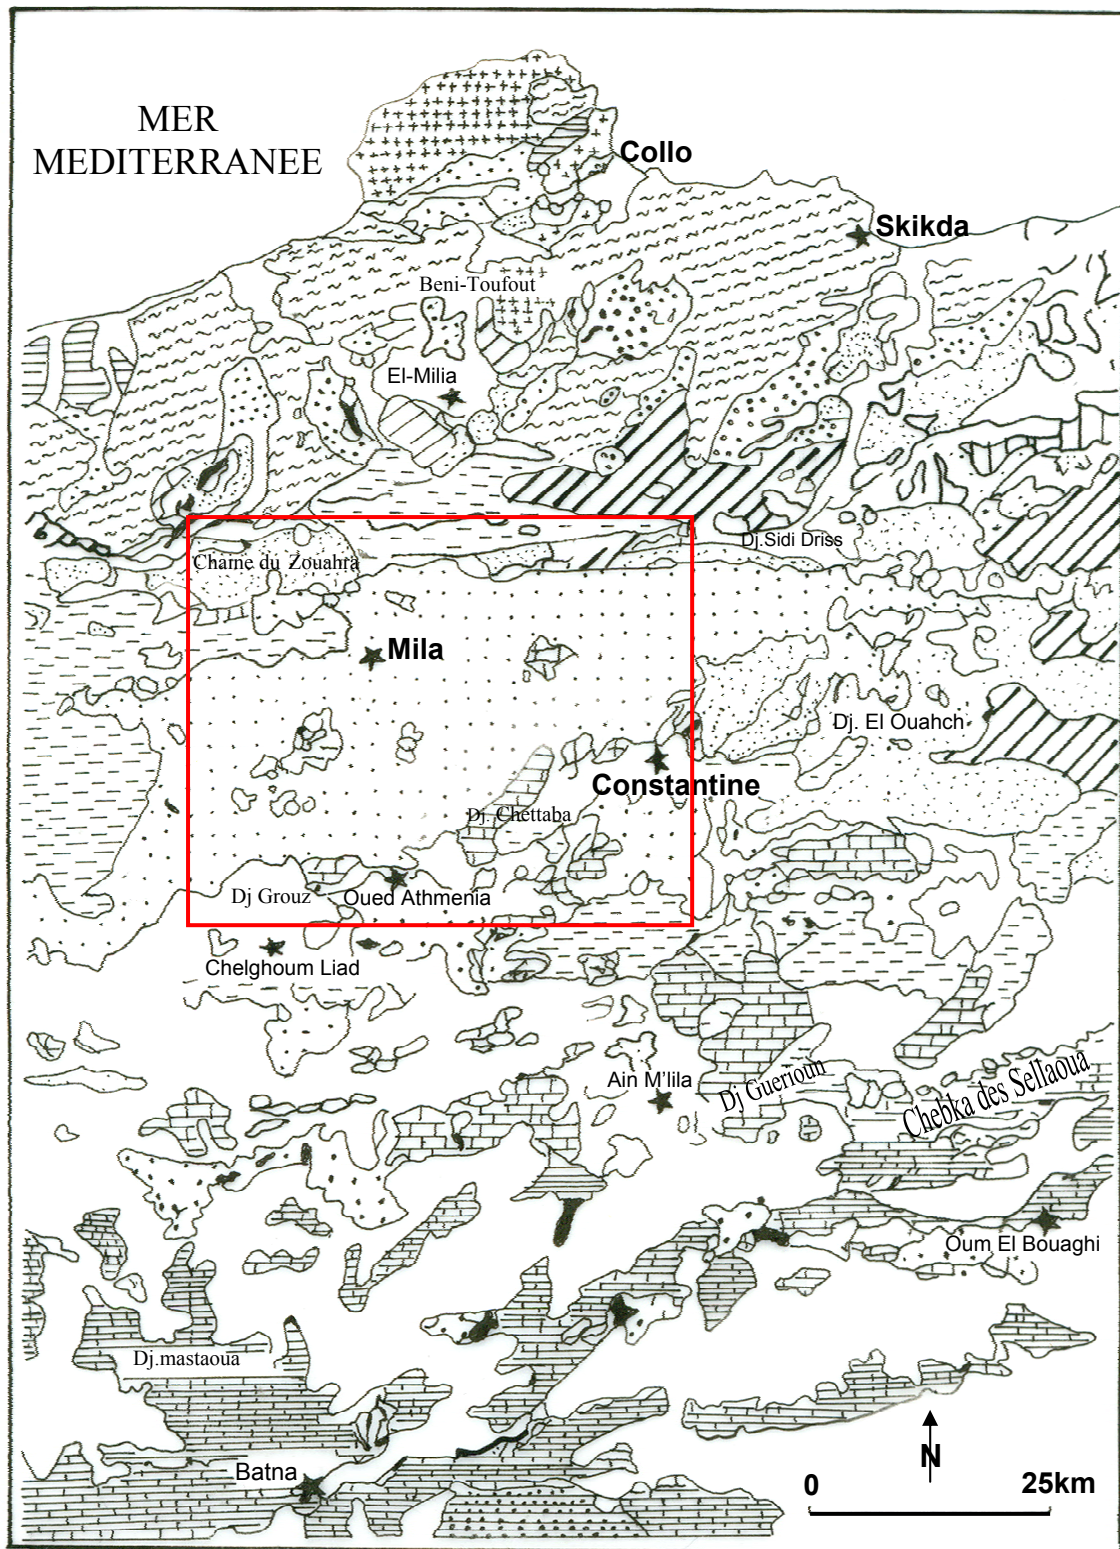 MER
MEDITERRANEE
Collo
Skikda
Beni-Toufout
El-Milia
Dj.Sidi Driss
Chaîne du Zouahra
Mila
Dj. El Ouahch
Constantine
Dj. Chettaba
Dj Grouz
Oued Athmenia
Chelghoum Liad
Ain M'lila
Dj Guerioun
Chebka des Sellaoua
Oum El Bouaghi
Dj.mastaoua
Batna
N
0 25km